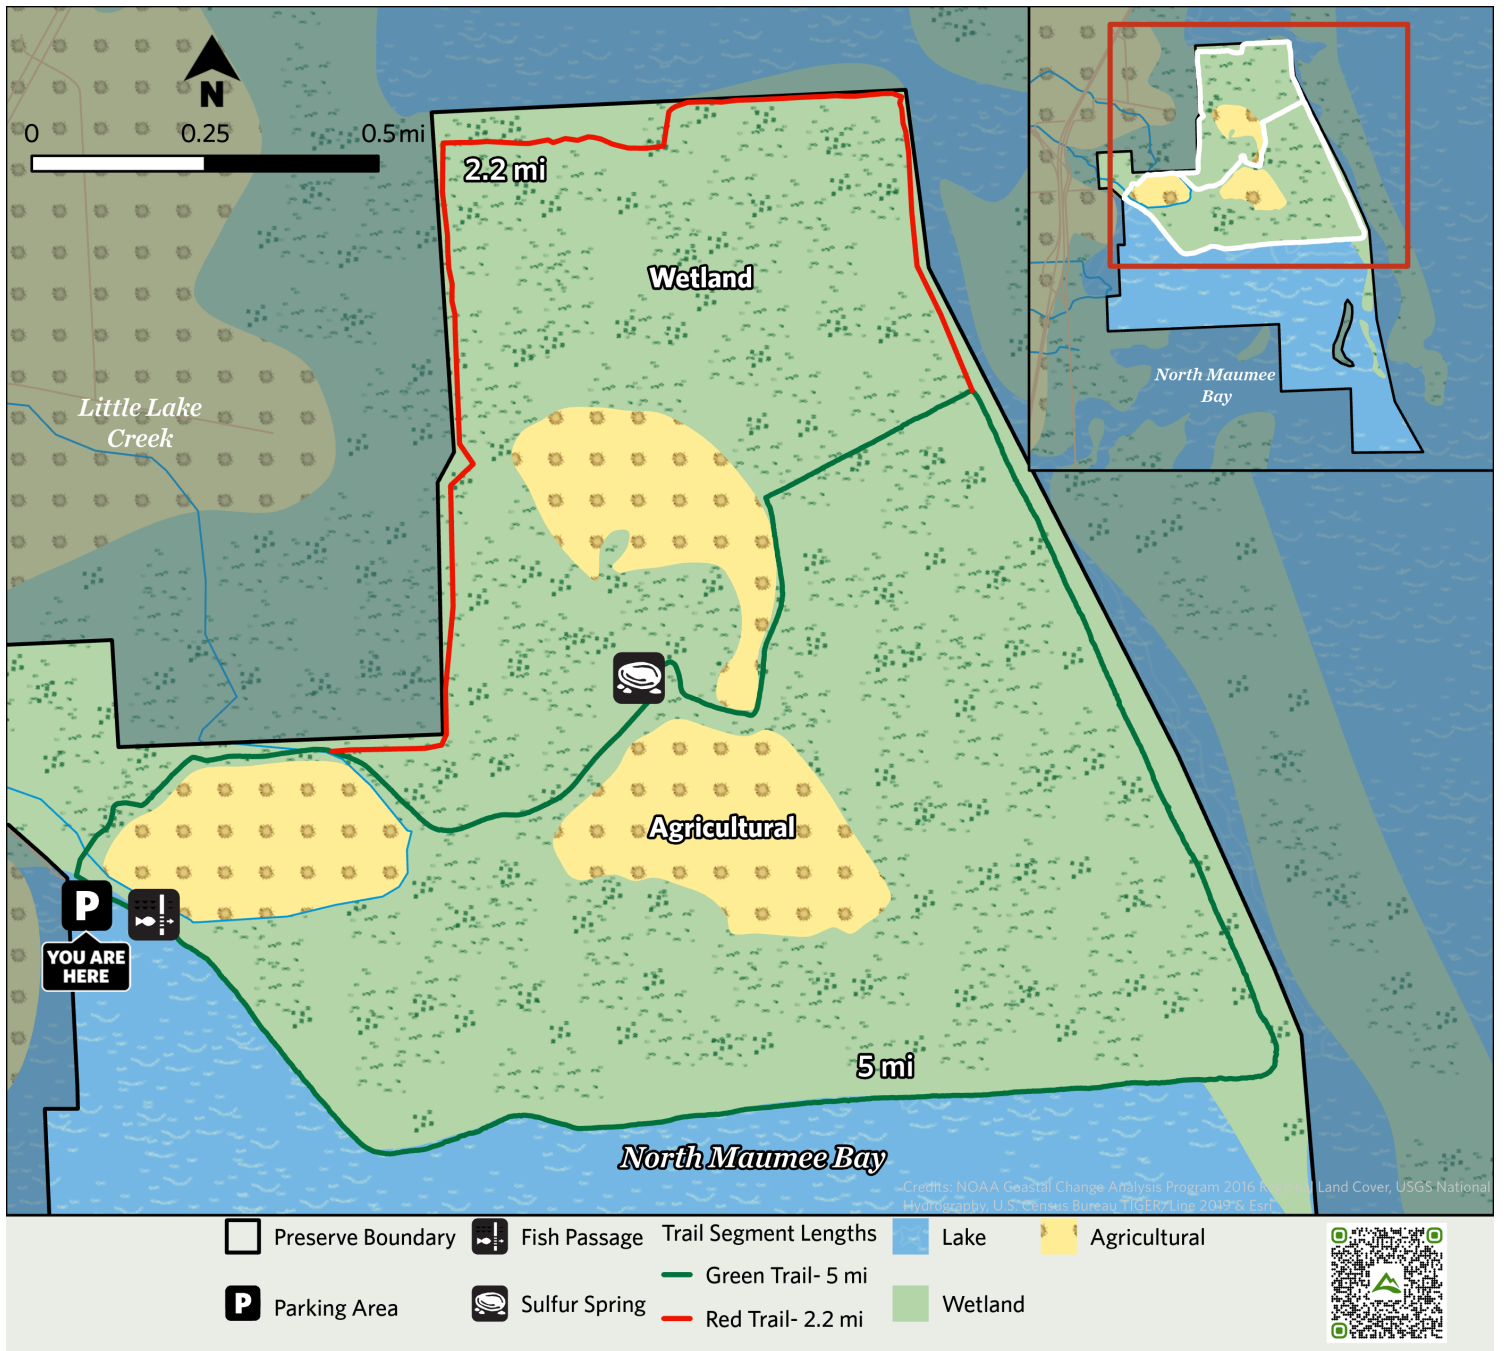 N
0 0.25 0.5mi
2.2 mi
Wetland
Little Lake
Creek
North Maumee
Bay
Agricultural
P
YOU ARE
HERE
5 mi
North Maumee Bay
Credits: NOAA Coastal Change Analysis Program 2016 Regional Land Cover, USGS National
Hydrography, U.S. Census Bureau TIGER/Line 2019 & Esri
Preserve Boundary
Fish Passage
Trail Segment Lengths
Lake
Agricultural
Green Trail- 5 mi
P
Parking Area
Sulfur Spring
Red Trail- 2.2 mi
Wetland